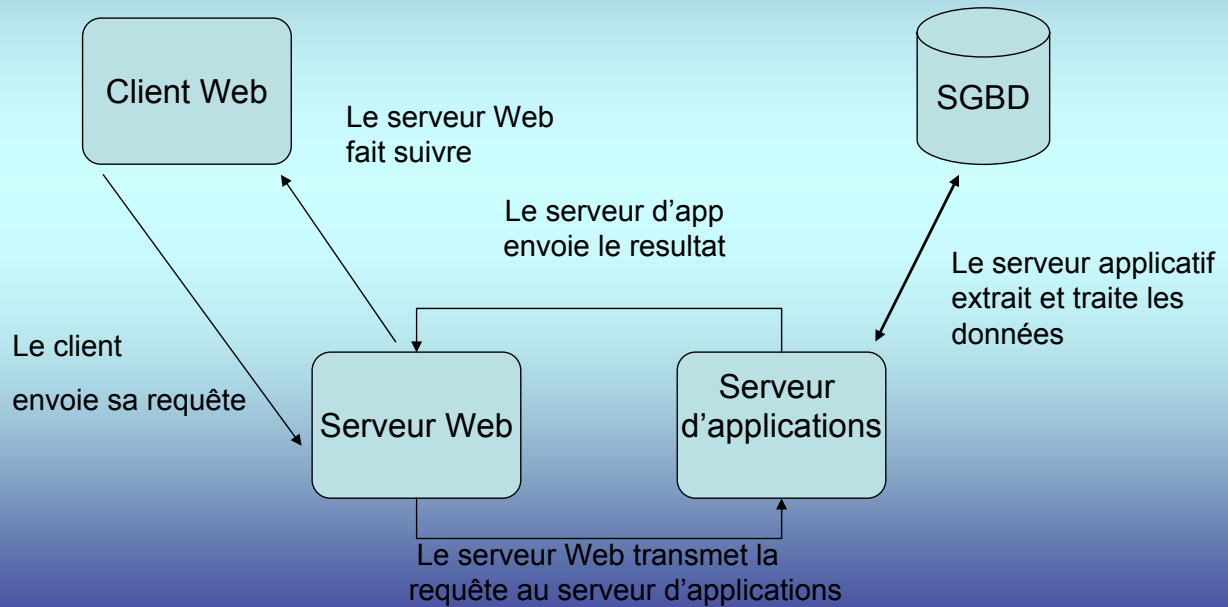 Client Web
SGBD
Le serveur Web
fait suivre
Le serveur d’app
envoie le resultat
Le serveur applicatif
extrait et traite les
données
Le client
envoie sa requête
Serveur Web
Serveur
d’applications
Le serveur Web transmet la
requête au serveur d’applications